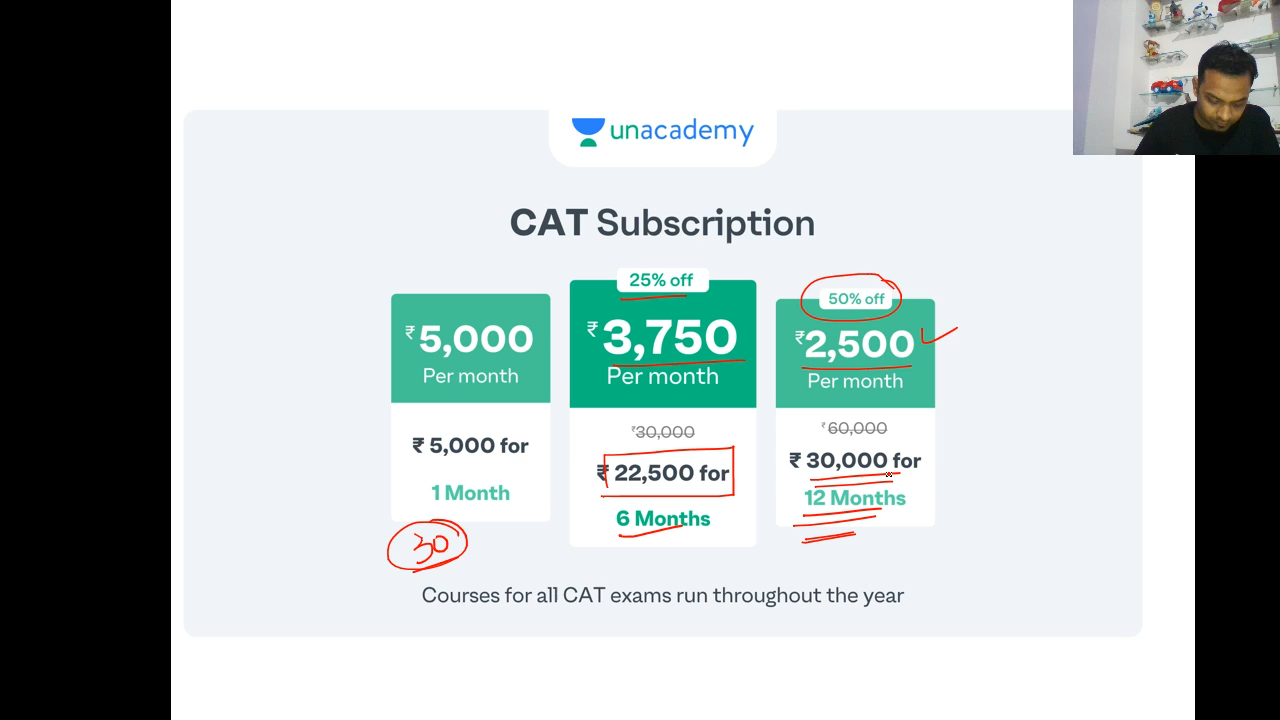 unacademy
CAT Subscription
₹5,000
Per month
₹ 5,000 for
1 Month
30
25% off
₹3,750
Per month
₹30,000
₹ 22,500 for
6 Months
50% off
₹2,500
Per month
₹60,000
₹ 30,000 for
12 Months
Courses for all CAT exams run throughout the year